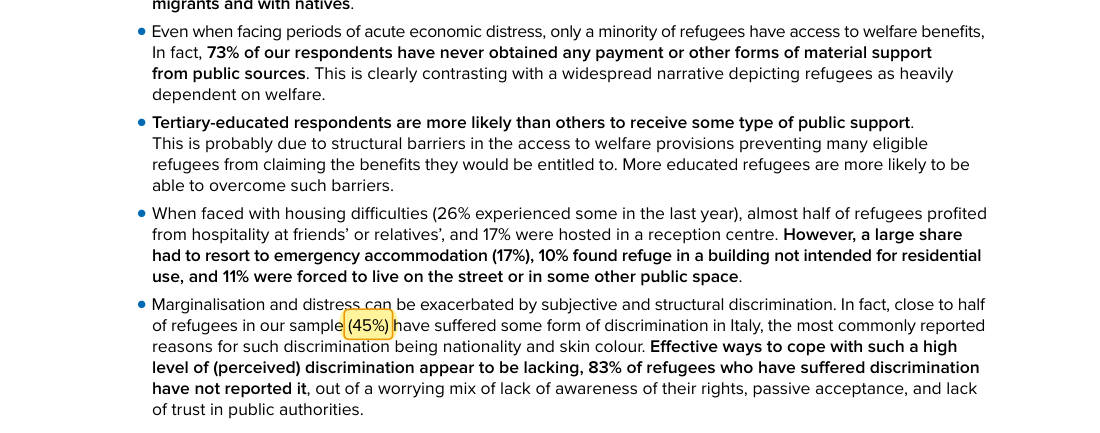 migrants and with natives.
• Even when facing periods of acute economic distress, only a minority of refugees have access to welfare benefits,
In fact, 73% of our respondents have never obtained any payment or other forms of material support
from public sources. This is clearly contrasting with a widespread narrative depicting refugees as heavily
dependent on welfare.
• Tertiary-educated respondents are more likely than others to receive some type of public support.
This is probably due to structural barriers in the access to welfare provisions preventing many eligible
refugees from claiming the benefits they would be entitled to. More educated refugees are more likely to be
able to overcome such barriers.
• When faced with housing difficulties (26% experienced some in the last year), almost half of refugees profited
from hospitality at friends’ or relatives’, and 17% were hosted in a reception centre. However, a large share
had to resort to emergency accommodation (17%), 10% found refuge in a building not intended for residential
use, and 11% were forced to live on the street or in some other public space.
• Marginalisation and distress can be exacerbated by subjective and structural discrimination. In fact, close to half
of refugees in our sample (45%) have suffered some form of discrimination in Italy, the most commonly reported
reasons for such discrimination being nationality and skin colour. Effective ways to cope with such a high
level of (perceived) discrimination appear to be lacking, 83% of refugees who have suffered discrimination
have not reported it, out of a worrying mix of lack of awareness of their rights, passive acceptance, and lack
of trust in public authorities.